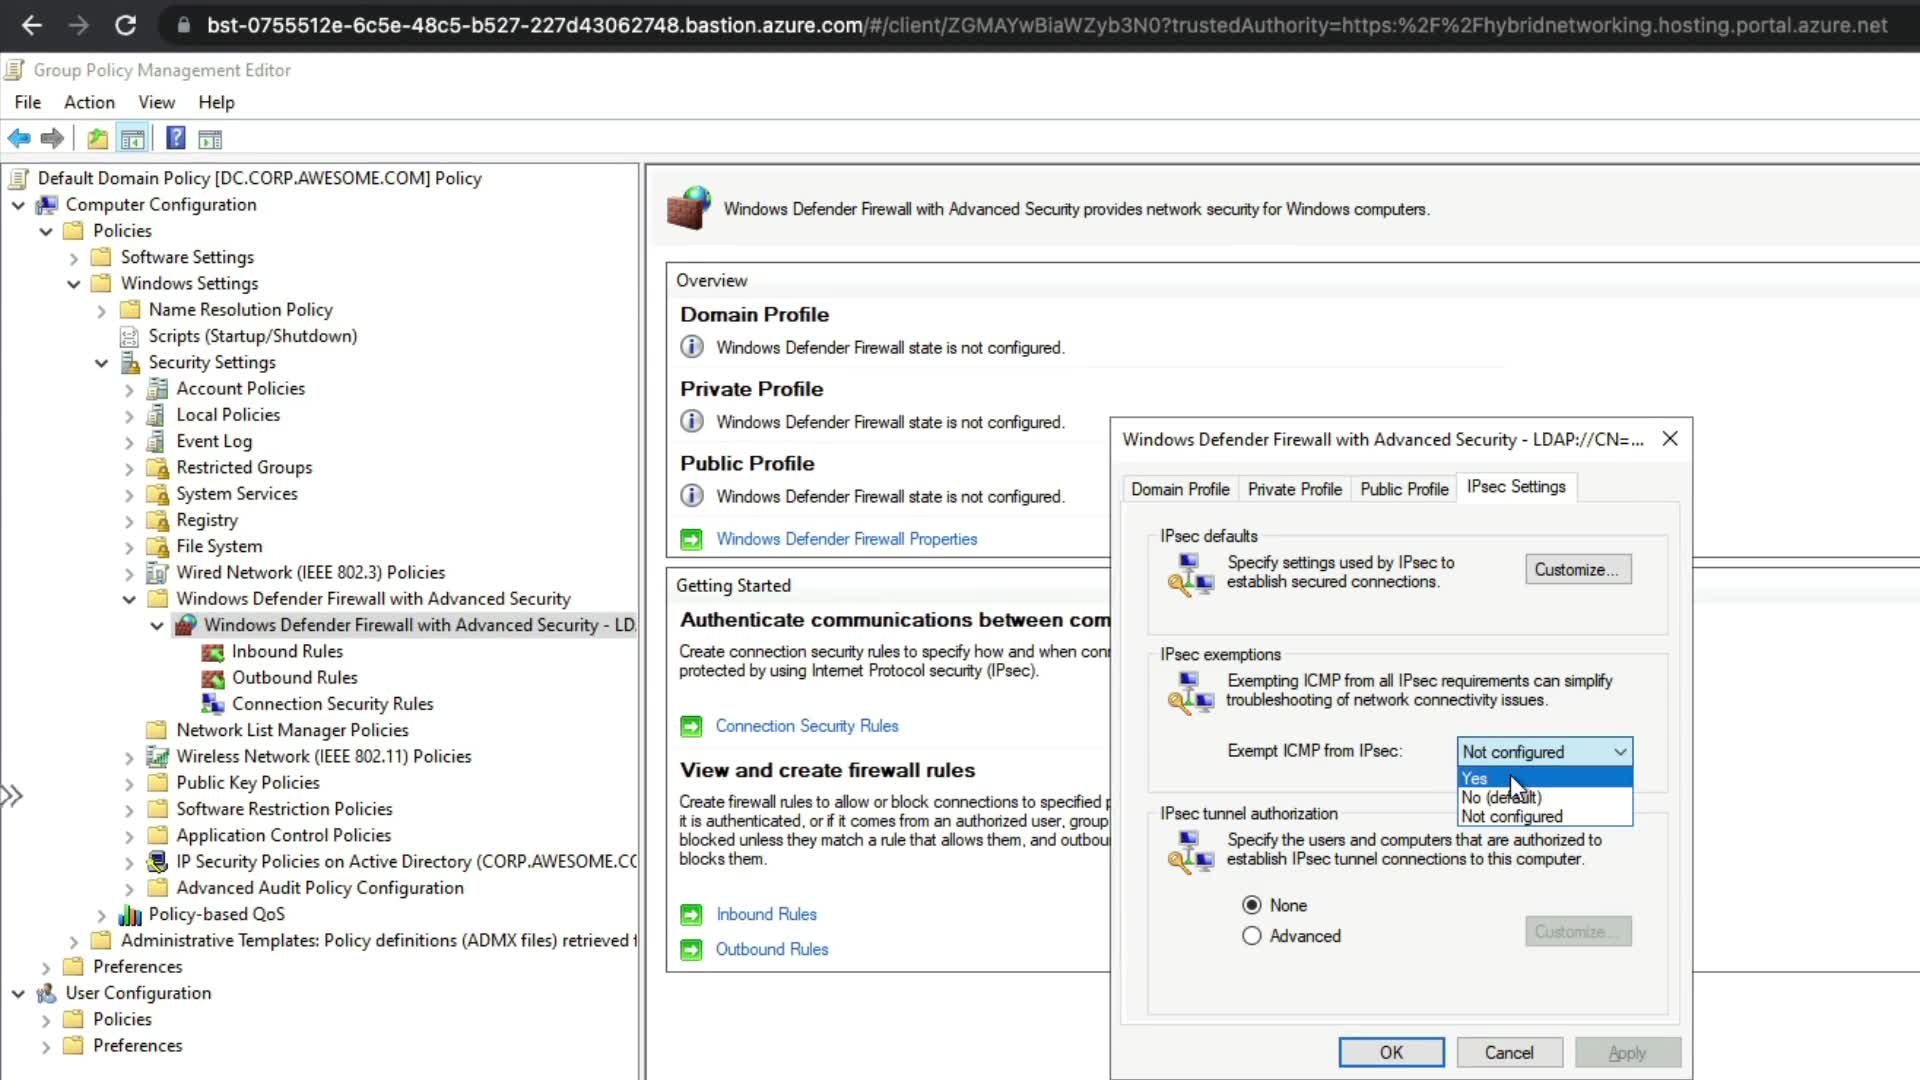 bst-0755512e-6c5e-48c5-b527-227d43062748.bastion.azure.com/#/client/ZGMAYwBiaWZyb3N0?trustedAuthority=https:%2F%2Fhybridnetworking.hosting.portal.azure.net
Group Policy Management Editor
File Action View Help
Default Domain Policy [DC.CORP.AWESOME.COM] Policy
Computer Configuration
Policies
Software Settings
Windows Settings
Name Resolution Policy
Scripts (Startup/Shutdown)
Security Settings
Account Policies
Local Policies
Event Log
Restricted Groups
System Services
Registry
File System
Wired Network (IEEE 802.3) Policies
Windows Defender Firewall with Advanced Security
Windows Defender Firewall with Advanced Security - LD
Inbound Rules
Outbound Rules
Connection Security Rules
Network List Manager Policies
Wireless Network (IEEE 802.11) Policies
Public Key Policies
Software Restriction Policies
Application Control Policies
IP Security Policies on Active Directory (CORP.AWESOME.CO
Advanced Audit Policy Configuration
Policy-based QoS
Administrative Templates: Policy definitions (ADMX files) retrieved f
Preferences
User Configuration
Policies
Preferences
Windows Defender Firewall with Advanced Security provides network security for Windows computers.
Overview
Domain Profile
Windows Defender Firewall state is not configured.
Private Profile
Windows Defender Firewall state is not configured.
Public Profile
Windows Defender Firewall state is not configured.
Windows Defender Firewall Properties
Getting Started
Authenticate communications between com
Create connection security rules to specify how and when con
protected by using Internet Protocol security (IPsec).
Connection Security Rules
View and create firewall rules
Create firewall rules to allow or block connections to specified p
it is authenticated, or if it comes from an authorized user, group
blocked unless they match a rule that allows them, and outbou
blocks them.
Inbound Rules
Outbound Rules
Windows Defender Firewall with Advanced Security - LDAP://CN=...
Domain Profile Private Profile Public Profile IPsec Settings
IPsec defaults
Specify settings used by IPsec to
establish secured connections.
Customize...
IPsec exemptions
Exempting ICMP from all IPsec requirements can simplify
troubleshooting of network connectivity issues.
Exempt ICMP from IPsec: Not configured
Yes
No (default)
Not configured
IPsec tunnel authorization
Specify the users and computers that are authorized to
establish IPsec tunnel connections to this computer.
None
Advanced
Customize...
OK Cancel Apply